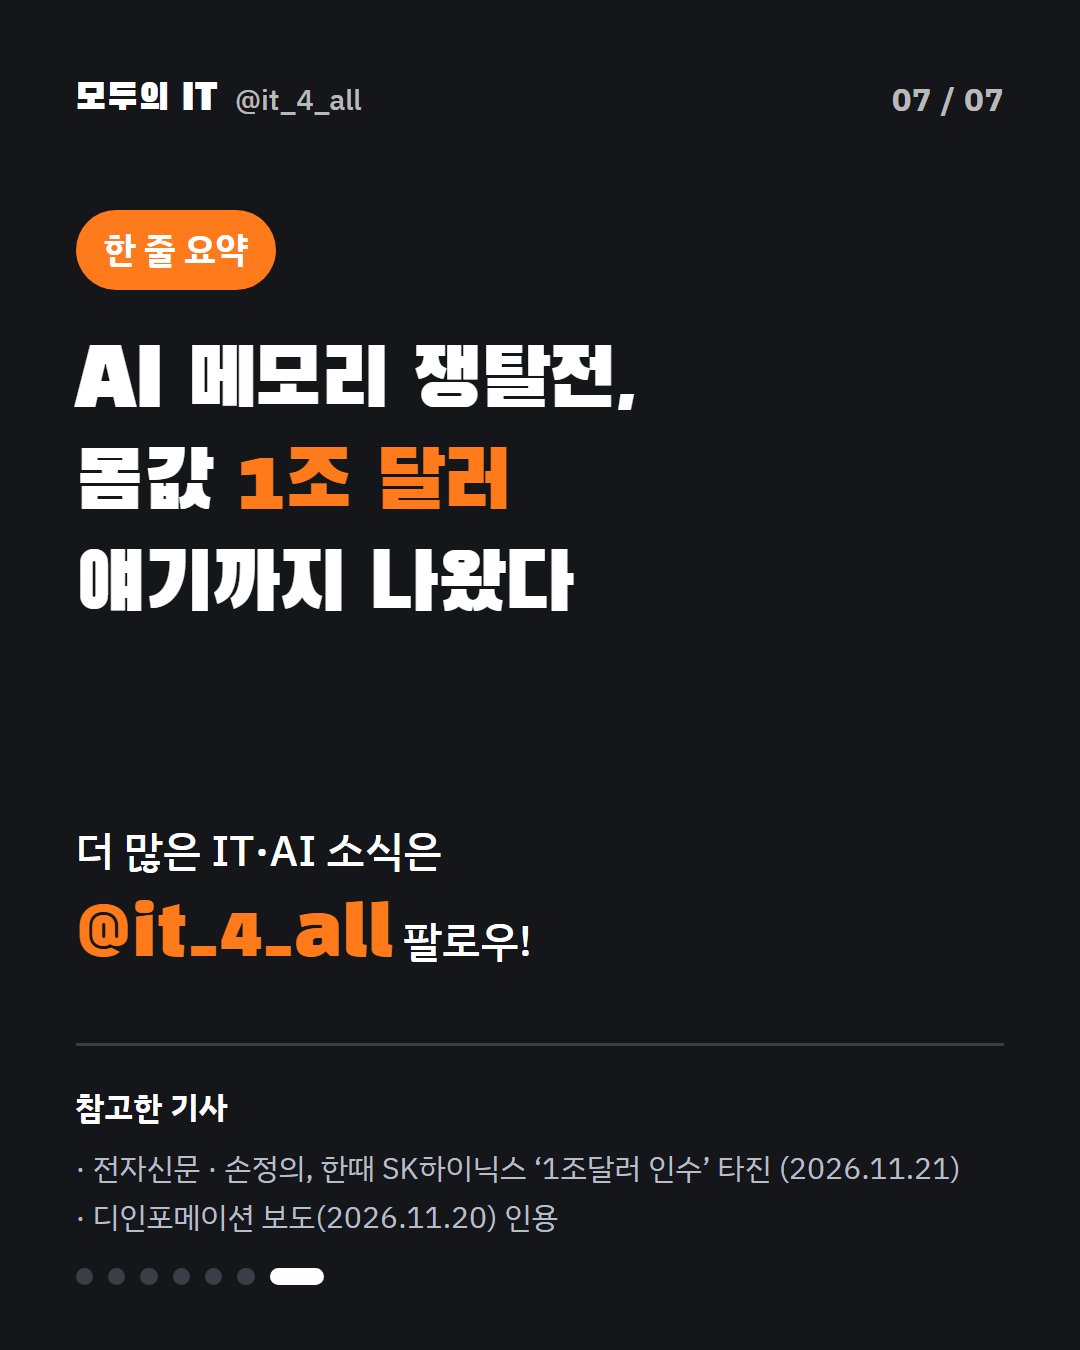 모두의 IT @it_4_all
07 / 07
한 줄 요약
AI 메모리 쟁탈전,
몸값 1조 달러
얘기까지 나왔다
더 많은 IT·AI 소식은
@it_4_all 팔로우!
참고한 기사
· 전자신문 · 손정의, 한때 SK하이닉스 ‘1조달러 인수’ 타진 (2026.11.21)
· 디인포메이션 보도(2026.11.20) 인용